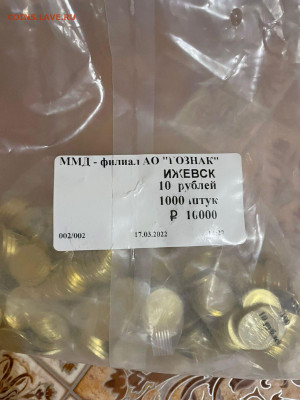 ММД - филиал АО "ГОЗНАК"
ИЖЕВСК
10 рублей
1000 штук
₽ 10000
002/002 17.03.2022